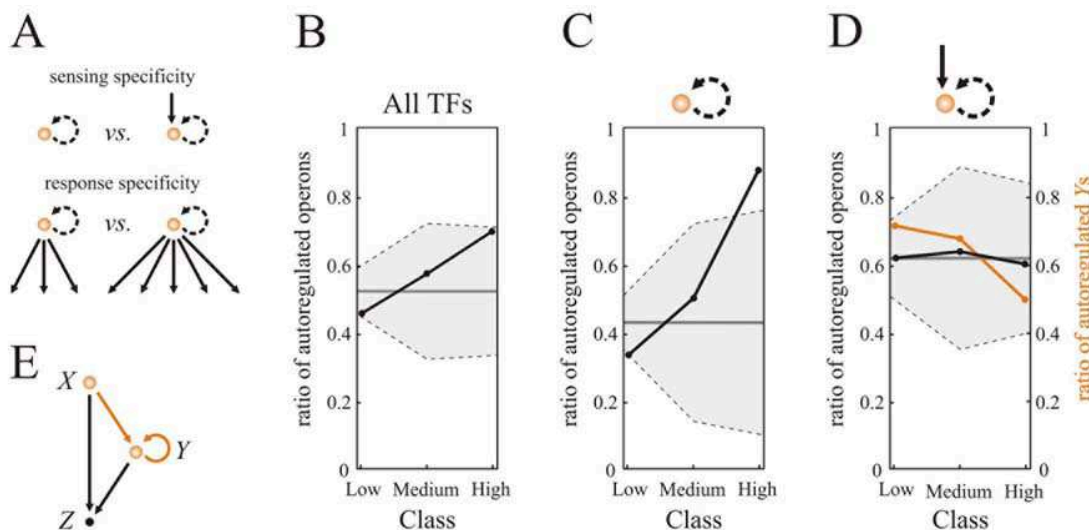 A
sensing specificity
vs.
response specificity
vs.
E
X
Y
Z
B
All TFs
ratio of autoregulated operons
1
0.8
0.6
0.4
0.2
0
Low Medium High
Class
C
ratio of autoregulated operons
1
0.8
0.6
0.4
0.2
0
Low Medium High
Class
D
ratio of autoregulated operons
1
0.8
0.6
0.4
0.2
0
1
0.8
0.6
0.4
0.2
0
ratio of autoregulated Ys
Low Medium High
Class